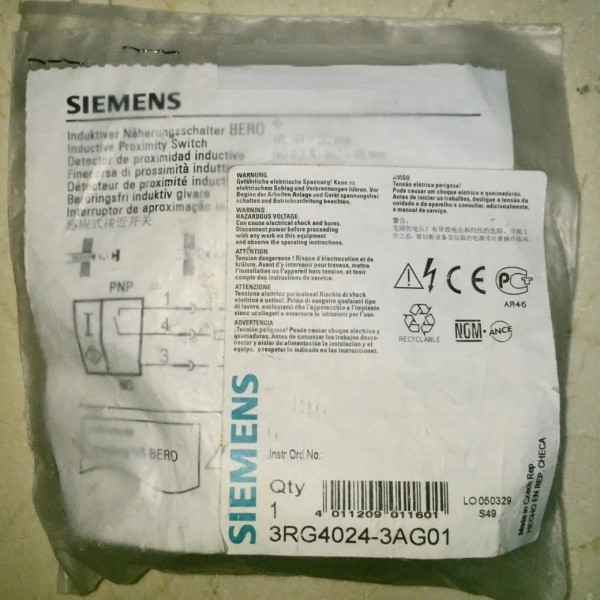 SIEMENS
Induktiver Näherungsschalter BERO
Inductive Proximity Switch
Detector de proximidad inductivo
Finecorsa di prossimità induttiv
Détecteur de proximité induct
Beröringsfri induktiv givare
Interruptor de aproximação
PNP
1
4
3
NO
BERO
WARNUNG
Gefährliche elektrische Spannung! Kann zu
elektrischem Schlag und Verbrennungen führen. Vor
Beginn der Arbeiten Anlage und Gerät spannungsfrei
schalten und Betriebsanleitung beachten.
WARNING
HAZARDOUS VOLTAGE.
Can cause electrical shock and burns.
Disconnect power before proceeding
with any work on this equipment
and observe the operating instructions.
ATTENTION
Tension dangereuse ! Risque d'électrocution et de
brûlure. Avant d'y intervenir pour travaux, mettre
l'installation ou l'appareil hors tension, et tenir
compte des instructions de service.
ATTENZIONE
Tensione elettrica pericolosa! Rischio di shock
elettrico e ustioni. Prima di eseguire qualsiasi tipo
di lavoro, assicurarsi che l'apparecchio e l'impianto
siano scollegati e osservare le istruzioni per l'uso
ADVERTENCIA
¡Tensión peligrosa! Puede causar choque eléctrico y
quemaduras. Antes de comenzar los trabajos desco-
nectar y aislar de alimentación la instalación y el
equipo, y respetar lo indicado en las instrucciones.
AVISO
Tensão elétrica perigosa!
Pode causar choque elétrico e queimaduras.
Antes de iniciar os trabalhos, desligue a tensão da
unidade e do aparelho e consultar, adicionalmente,
o manual de serviço.
CE
AЯ46
RECYCLABLE
NOM-ANCE
SIEMENS
Instr Ord.No.:
Qty
1
4 011209 011601
LO 050329
S49
3RG4024-3AG01
Made in Czech Rep.
HECHO EN REP. CHECA